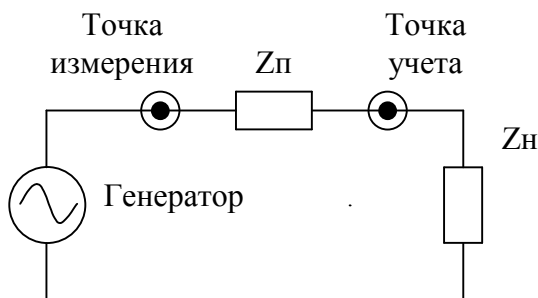 Точка
измерения
Zп
Точка
учета
Zн
Генератор